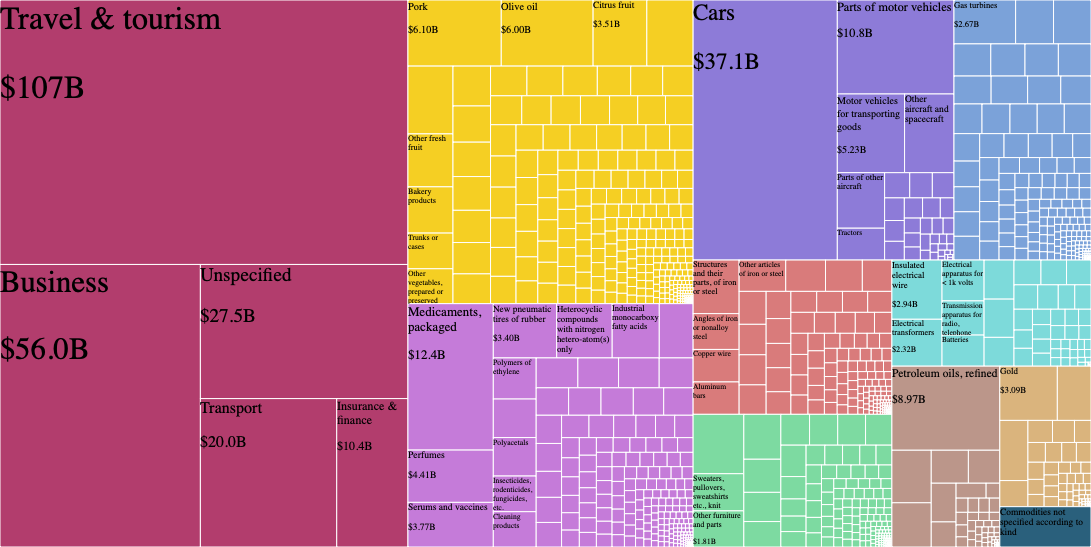 Travel & tourism
$107B
Business
$56.0B
Unspecified
$27.5B
Transport
$20.0B
Insurance &
finance
$10.4B
Pork
$6.10B
Olive oil
$6.00B
Citrus fruit
$3.51B
Other fresh
fruit
Bakery
products
Trunks or
cases
Other
vegetables,
prepared or
preserved
Medicaments,
packaged
$12.4B
Perfumes
$4.41B
Serums and vaccines
$3.77B
New pneumatic
tires of rubber
$3.40B
Heterocyclic
compounds
with nitrogen
hetero-atom(s)
only
Industrial
monocarboxy
fatty acids
Polymers of
ethylene
Polyacetals
Insecticides,
rodenticides,
fungicides,
etc.
Cleaning
products
Cars
$37.1B
Parts of motor vehicles
$10.8B
Motor vehicles
for transporting
goods
$5.23B
Other
aircraft and
spacecraft
Parts of other
aircraft
Tractors
Gas turbines
$2.67B
Structures
and their
parts, of iron
or steel
Other articles
of iron or steel
Angles of iron
or nonalloy
steel
Copper wire
Aluminum
bars
Insulated
electrical
wire
$2.94B
Electrical
apparatus for
< 1k volts
Electrical
transformers
$2.32B
Transmission
apparatus for
radio,
telephone
Batteries
Sweaters,
pullovers,
sweatshirts
etc., knit
Other furniture
and parts
$1.81B
Petroleum oils, refined
$8.97B
Gold
$3.09B
Commodities not
specified according to
kind